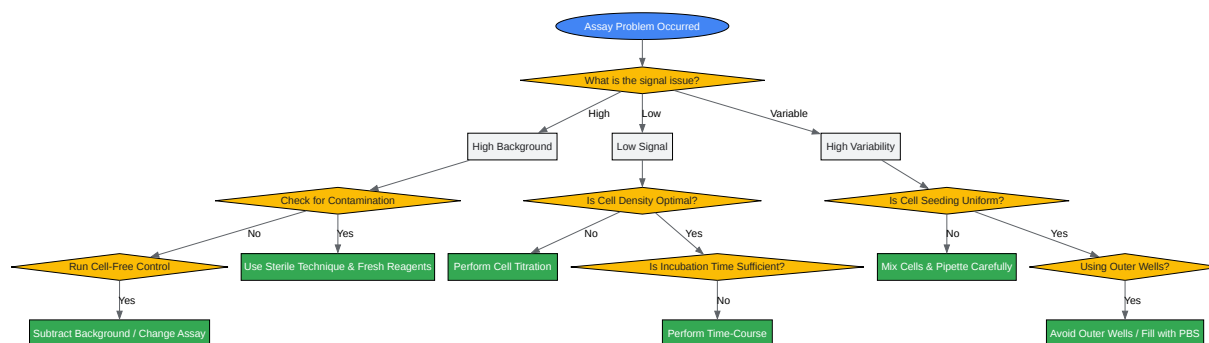 Assay Problem Occurred
What is the signal issue?
High
Low
Variable
High Background
Low Signal
High Variability
Check for Contamination
Is Cell Density Optimal?
Is Cell Seeding Uniform?
No
Yes
No
Yes
No
Yes
Run Cell-Free Control
Use Sterile Technique & Fresh Reagents
Perform Cell Titration
Is Incubation Time Sufficient?
Mix Cells & Pipette Carefully
Using Outer Wells?
Yes
No
Yes
Subtract Background / Change Assay
Perform Time-Course
Avoid Outer Wells / Fill with PBS